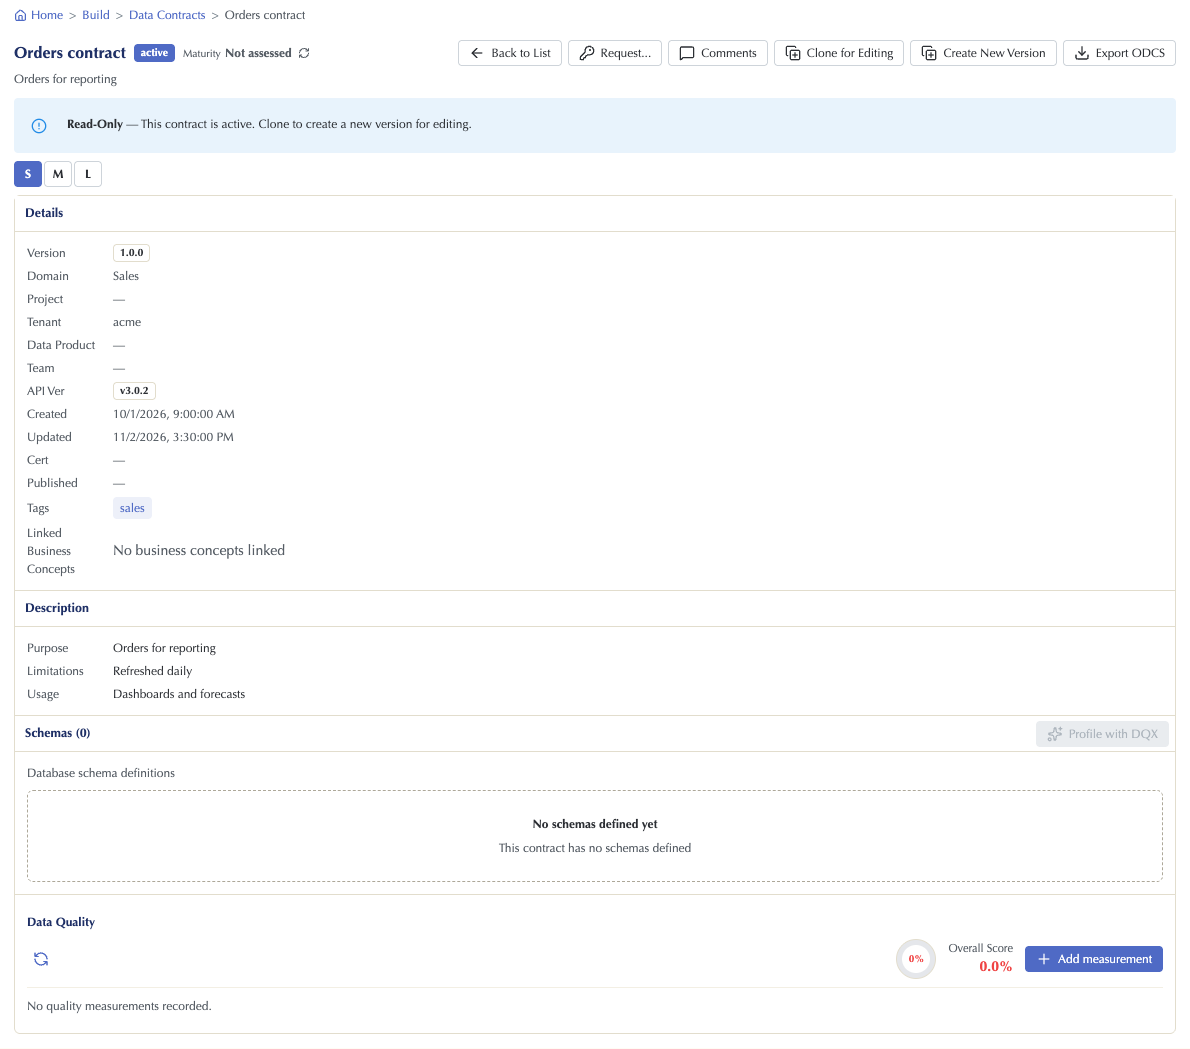 Home > Build > Data Contracts > Orders contract
Orders contract active Maturity Not assessed
Back to List Request... Comments Clone for Editing Create New Version Export ODCS
Orders for reporting
Read-Only — This contract is active. Clone to create a new version for editing.
S M L
Details
Version 1.0.0
Domain Sales
Project —
Tenant acme
Data Product —
Team —
API Ver v3.0.2
Created 10/1/2026, 9:00:00 AM
Updated 11/2/2026, 3:30:00 PM
Cert —
Published —
Tags sales
Linked
Business
Concepts
No business concepts linked
Description
Purpose Orders for reporting
Limitations Refreshed daily
Usage Dashboards and forecasts
Schemas (0) Profile with DQX
Database schema definitions
No schemas defined yet
This contract has no schemas defined
Data Quality
0% Overall Score
0.0%
Add measurement
No quality measurements recorded.